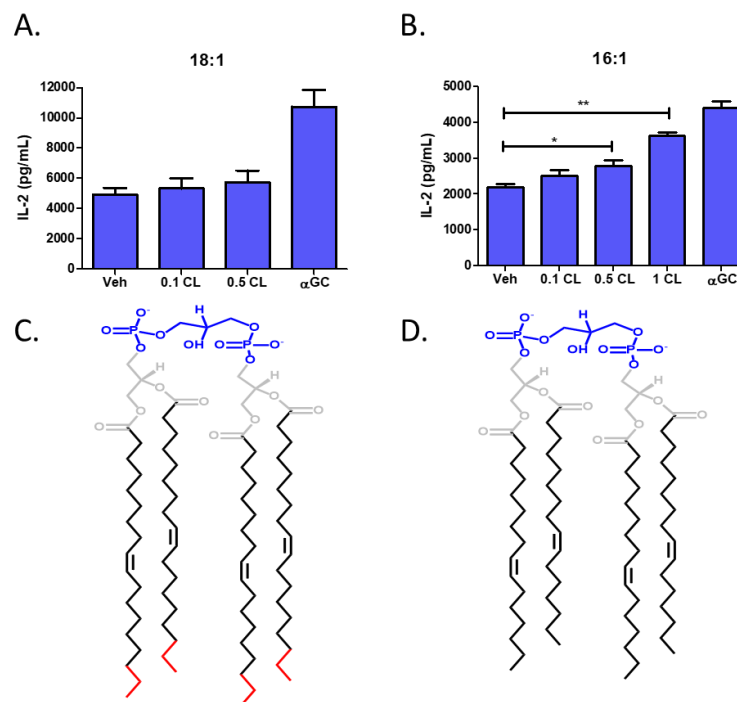 A.
18:1
12000
10000
8000
6000
4000
2000
0
IL-2 (pg/mL)
Veh 0.1 CL 0.5 CL αGC
B.
16:1
5000
4000
3000
2000
1000
0
IL-2 (pg/mL)
**
*
Veh 0.1 CL 0.5 CL 1 CL αGC
C.
O-
O P O
O
H
OH
O
O P O-
O
H
O O
O
O
H
O O
O
O
D.
O-
O P O
O
H
OH
O
O P O-
O
H
O O
O
O
H
O O
O
O